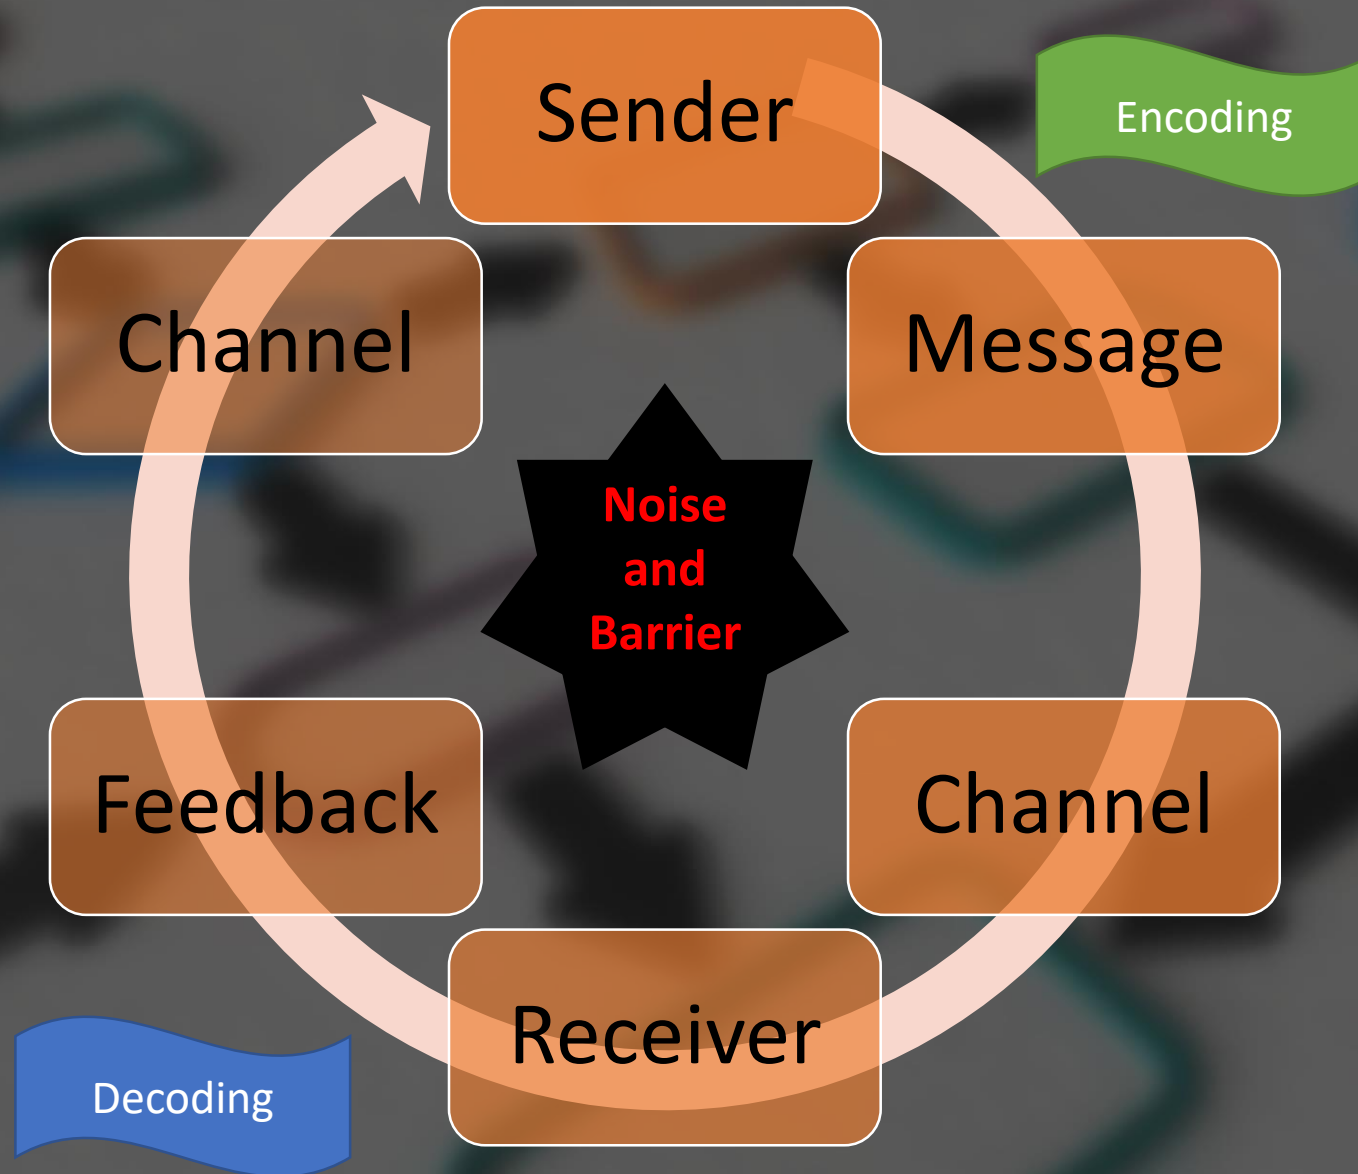 Sender
Encoding
Message
Channel
Receiver
Decoding
Feedback
Channel
Noise
and
Barrier